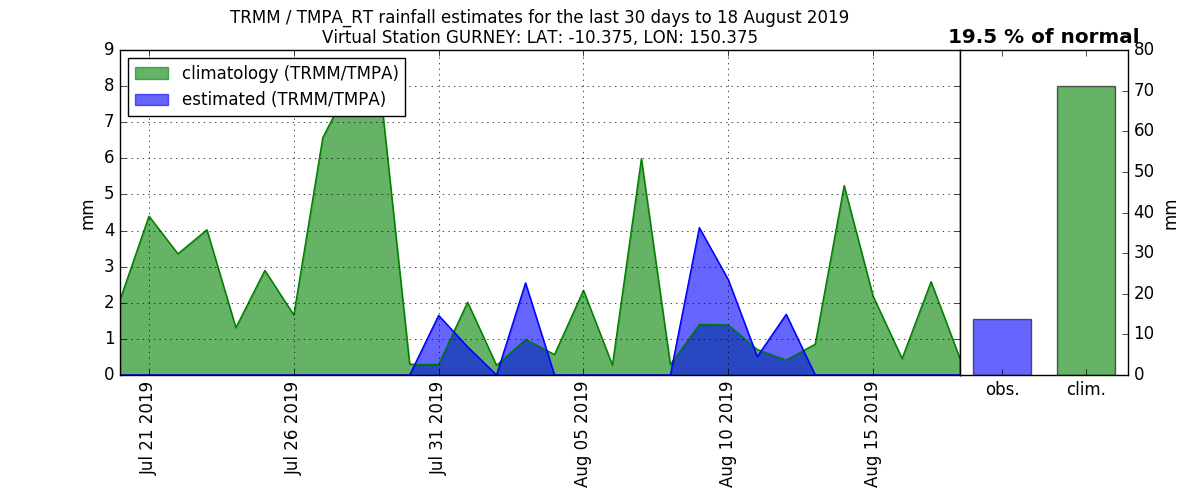 TRMM / TMPA_RT rainfall estimates for the last 30 days to 18 August 2019
Virtual Station GURNEY: LAT: -10.375, LON: 150.375
19.5 % of normal
climatology (TRMM/TMPA)
estimated (TRMM/TMPA)
mm
9
8
7
6
5
4
3
2
1
0
Jul 21 2019
Jul 26 2019
Jul 31 2019
Aug 05 2019
Aug 10 2019
Aug 15 2019
80
70
60
50
40
30
20
10
0
mm
obs.
clim.